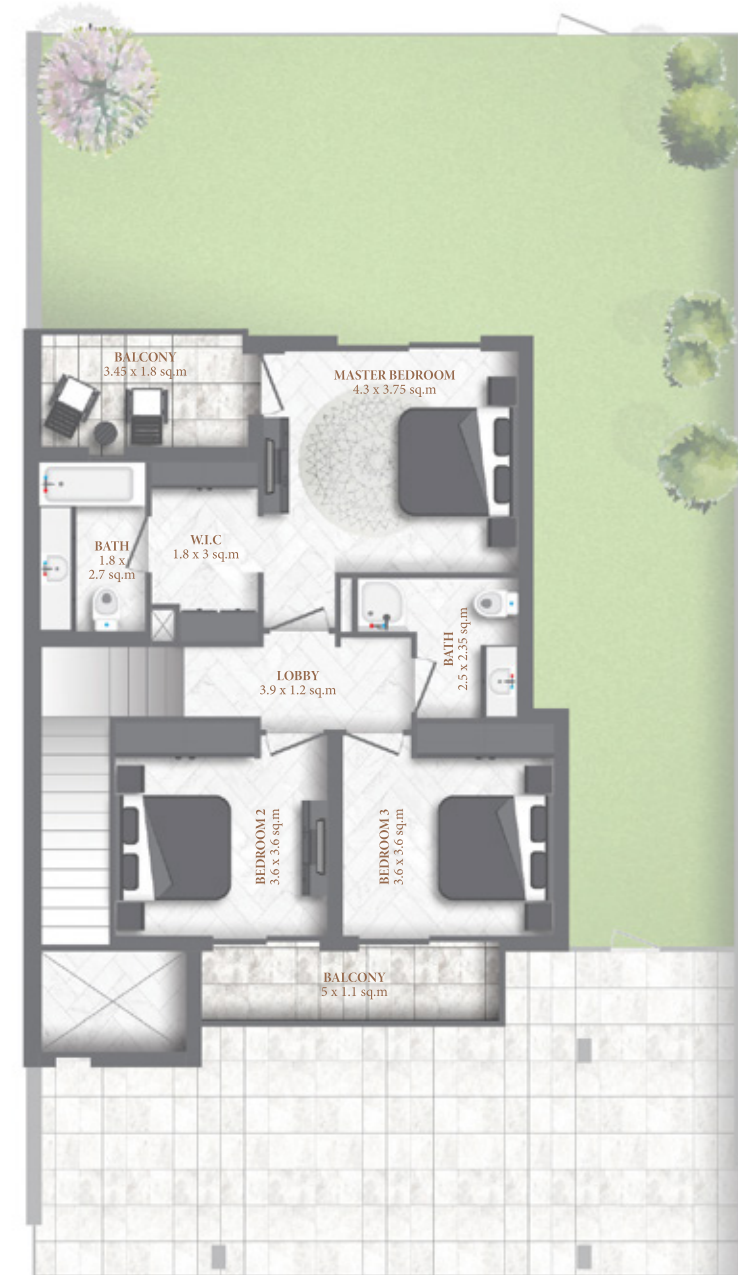 BALCONY
3.45 x 1.8 sq.m
MASTER BEDROOM
4.3 x 3.75 sq.m
W.I.C
1.8 x 3 sq.m
BATH
1.8 x
2.7 sq.m
BATH
2.5 x 2.35 sq.m
LOBBY
3.9 x 1.2 sq.m
BEDROOM 2
3.6 x 3.6 sq.m
BEDROOM 3
3.6 x 3.6 sq.m
BALCONY
5 x 1.1 sq.m